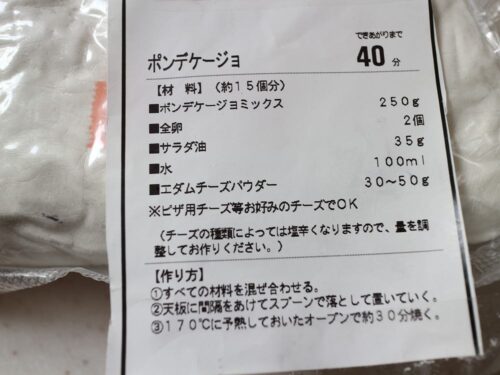 できあがりまで
ポンデケージョ 40分
【材 料】（約15個分）
■ポンデケージョミックス 250g
■全卵 2個
■サラダ油 35g
■水 100ml
■エダムチーズパウダー 30〜50g
※ピザ用チーズ等お好みのチーズでOK
（チーズの種類によっては塩辛くなりますので、量を調
整してお作りください。）
【作り方】
①すべての材料を混ぜ合わせる。
②天板に間隔をあけてスプーンで落として置いていく。
③170℃に予熱しておいたオーブンで約30分焼く。